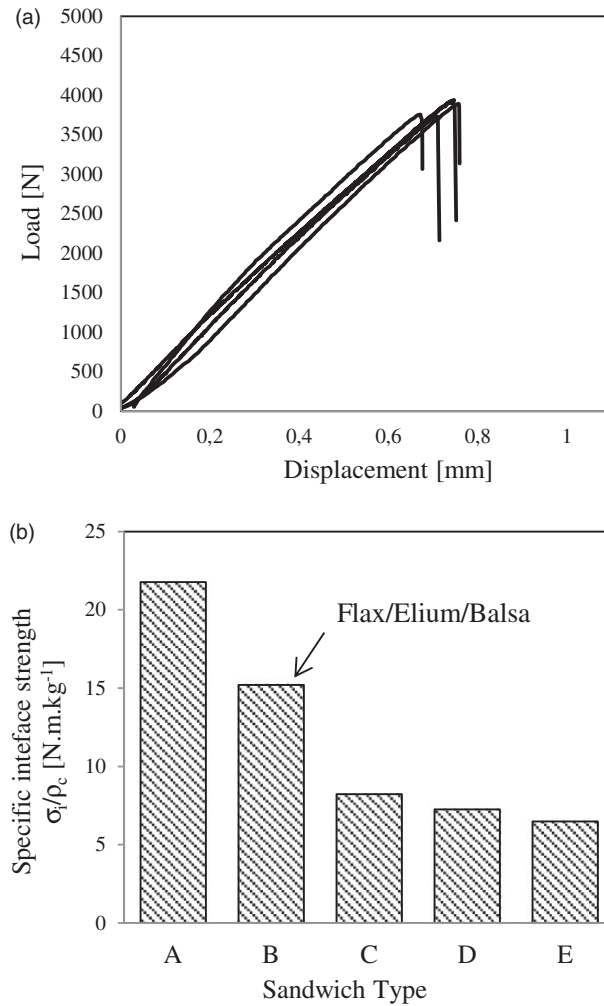 (a)
5000
4500
4000
3500
3000
2500
2000
1500
1000
500
0
Load [N]
0
0,2
0,4
0,6
0,8
1
Displacement [mm]
(b)
25
20
15
10
5
0
Specific inteface strength
σᵢ/ρc [N.m.kg⁻¹]
Flax/Elium/Balsa
A
B
C
D
E
Sandwich Type